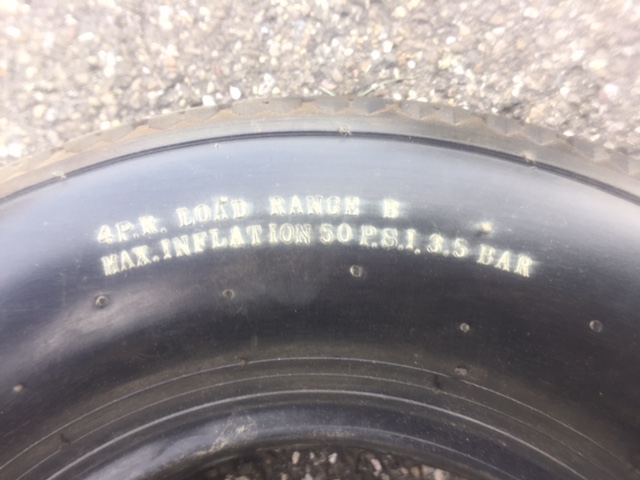 4P.R. LOAD RANGE B
MAX.INFLATION 50 P.S.I. 3.5 BAR